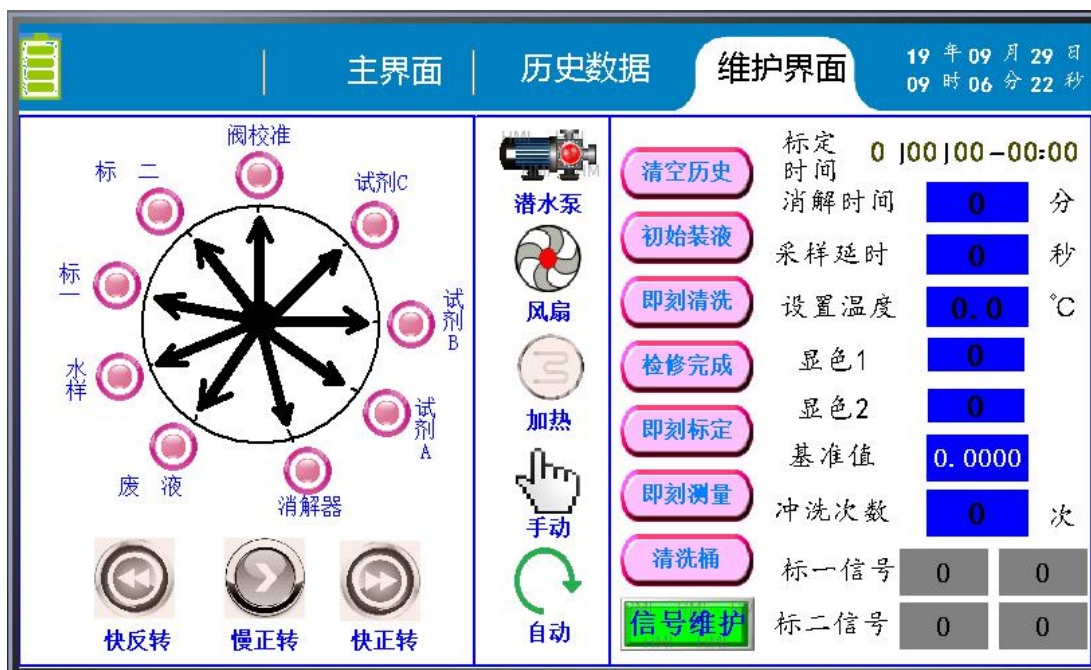 主界面
历史数据
维护界面
19 年 09 月 29 日
09 时 06 分 22 秒
阀校准
标 二
试剂C
标一
试剂B
水样
试剂A
废 液
消解器
快反转
慢正转
快正转
潜水泵
风扇
加热
手动
自动
清空历史
初始装液
即刻清洗
检修完成
即刻标定
即刻测量
清洗桶
信号维护
标定时间 0 |00|00-00:00
消解时间 0 分
采样延时 0 秒
设置温度 0.0 ℃
显色1 0
显色2 0
基准值 0.0000
冲洗次数 0 次
标一信号 0 0
标二信号 0 0